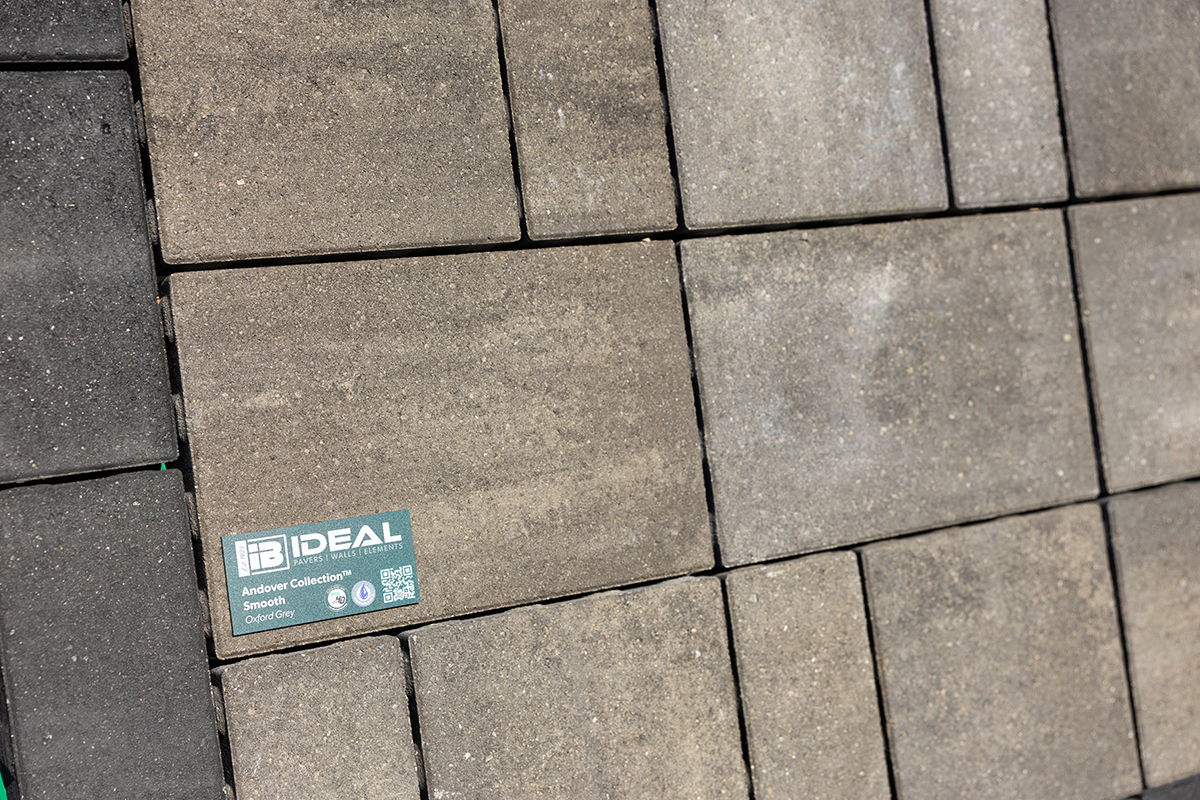 iB IDEAL
PAVERS | WALLS | ELEMENTS
Andover Collection™
Smooth
Oxford Grey